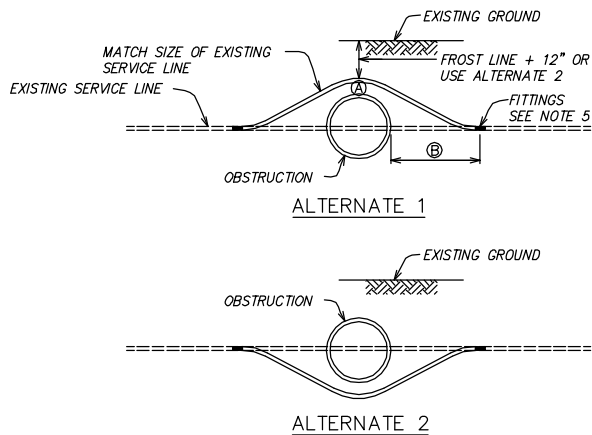 EXISTING GROUND
MATCH SIZE OF EXISTING
SERVICE LINE
FROST LINE + 12" OR
USE ALTERNATE 2
EXISTING SERVICE LINE
A
FITTINGS
SEE NOTE 5
B
OBSTRUCTION
ALTERNATE 1
EXISTING GROUND
OBSTRUCTION
ALTERNATE 2